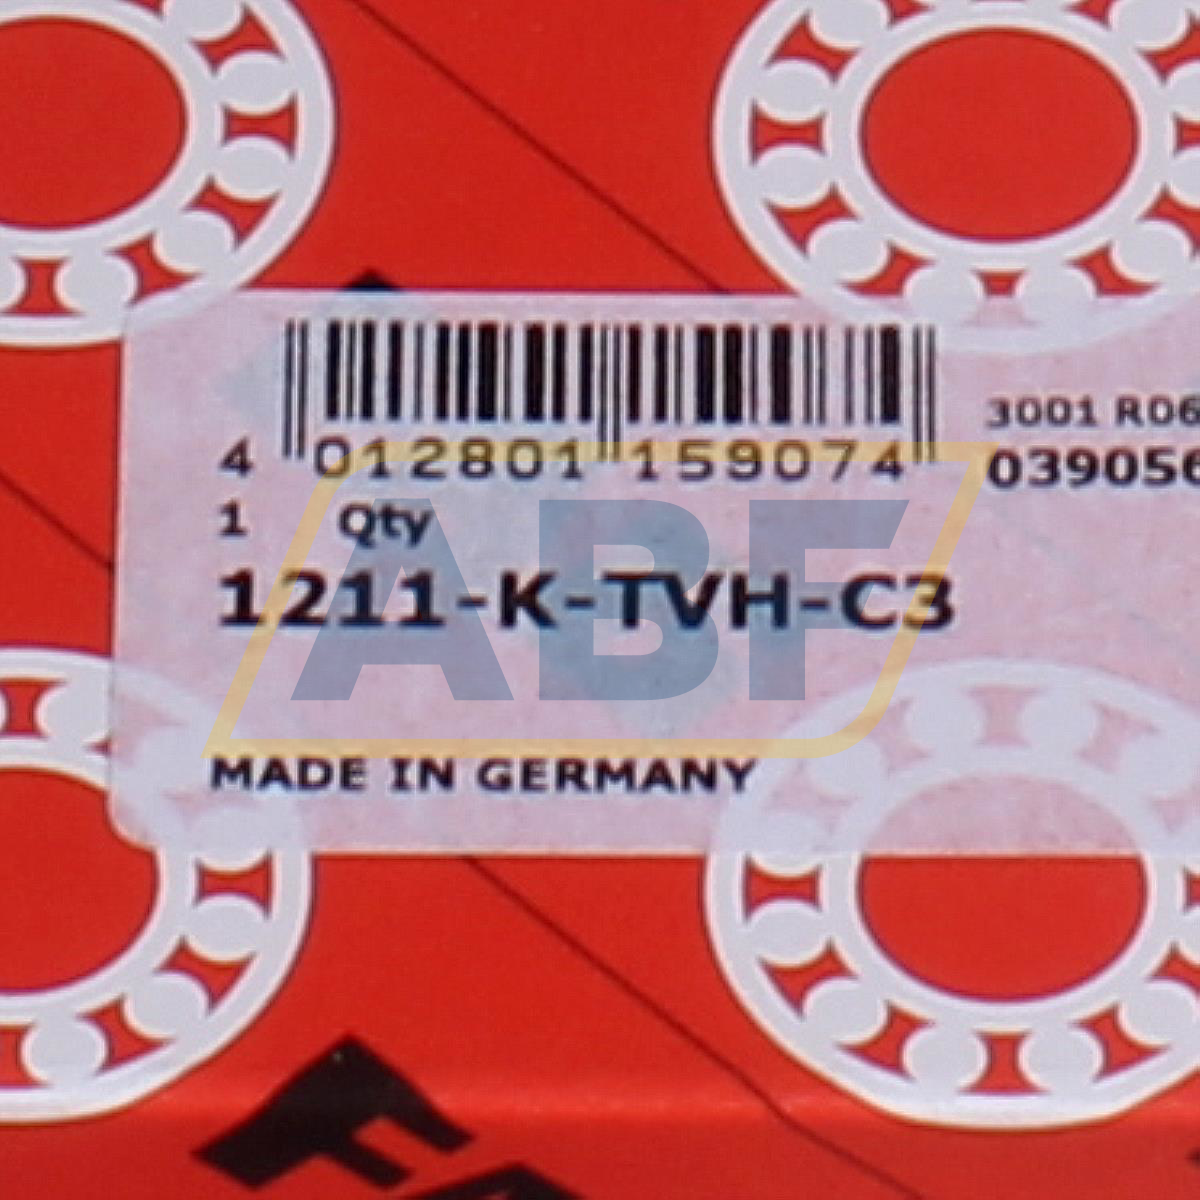 4 012801 159074
3001 R06
039056
1 Qty
1211-K-TVH-C3
ABF
MADE IN GERMANY